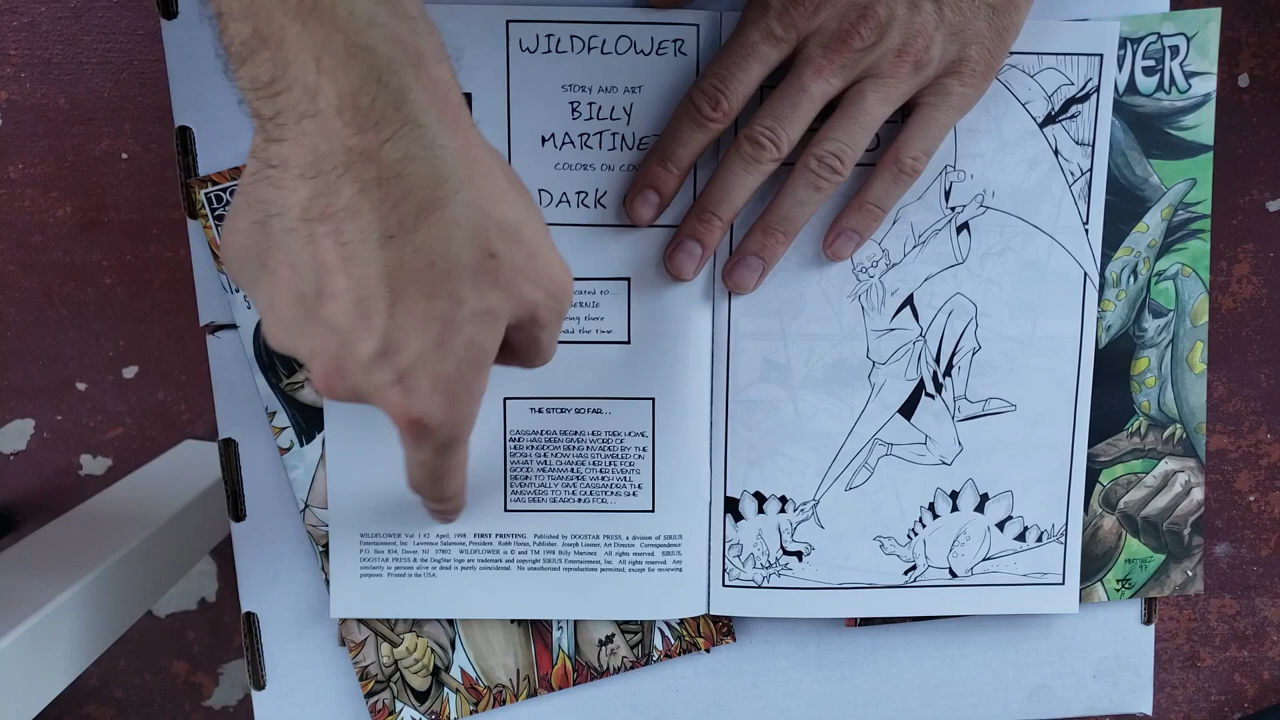 WILDFLOWER
STORY AND ART
BILLY
MARTINEZ
COLORS ON
DARK
THE STORY SO FAR...
CASSANDRA BEGINS HER TREK HOME,
AND HAS BEEN GIVEN WORD OF
HER KINGDOM BEING INVADED BY THE
BOSH. SHE NOW HAS STUMBLED ON
WHAT WILL CHANGE HER LIFE FOR
GOOD. MEANWHILE, OTHER EVENTS
BEGIN TO TRANSPIRE WHICH WILL
EVENTUALLY GIVE CASSANDRA THE
ANSWERS TO THE QUESTIONS SHE
HAS BEEN SEARCHING FOR...
WILDFLOWER Vol. 1 #2 April, 1998. FIRST PRINTING. Published by DOGSTAR PRESS, a division of SIRIUS
Entertainment, Inc. Lawrence Salamone, President. Robb Horan, Publisher. Joseph Linsner, Art Director. Correspondence:
P.O. Box 834, Dover, NJ 07802. WILDFLOWER is © and TM 1998 Billy Martinez. All rights reserved. SIRIUS,
DOGSTAR PRESS & the DogStar logo are trademark and copyright SIRIUS Entertainment, Inc. All rights reserved. Any
similarity to persons alive or dead is purely coincidental. No unauthorized reproductions permitted, except for reviewing
purposes. Printed in the USA.
had the time.
MARTINEZ
97